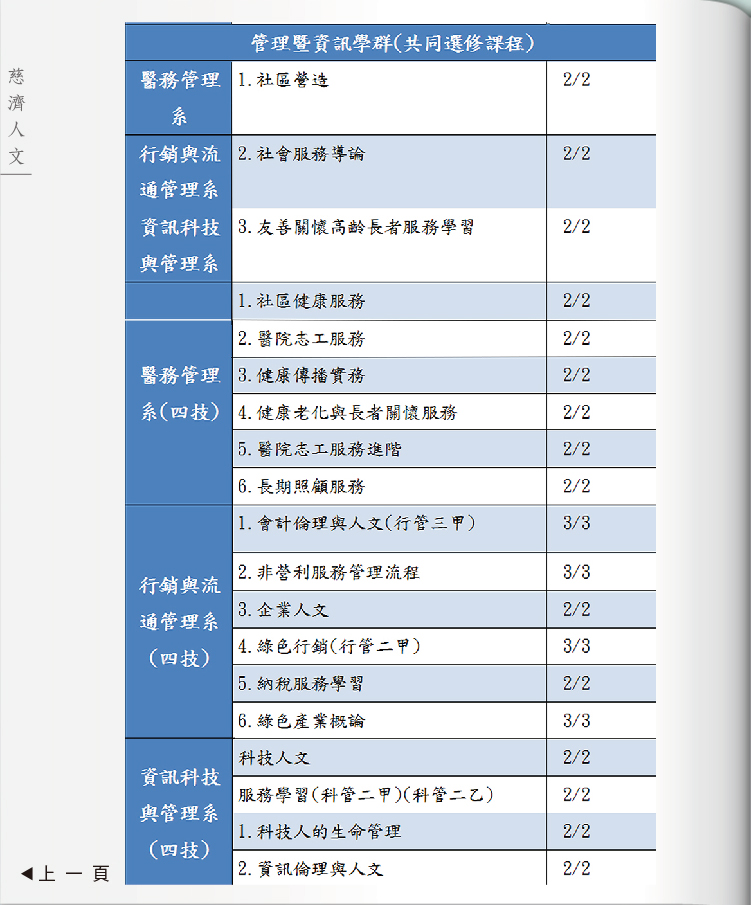 慈濟人文
管理暨資訊學群(共同選修課程)
醫務管理
系
1.社區營造 2/2
行銷與流
通管理系
2.社會服務導論 2/2
資訊科技
與管理系
3.友善關懷高齡長者服務學習 2/2
1.社區健康服務 2/2
醫務管理
系(四技)
2.醫院志工服務 2/2
3.健康傳播實務 2/2
4.健康老化與長者關懷服務 2/2
5.醫院志工服務進階 2/2
6.長期照顧服務 2/2
行銷與流
通管理系
(四技)
1.會計倫理與人文(行管三甲) 3/3
2.非營利服務管理流程 3/3
3.企業人文 2/2
4.綠色行銷(行管二甲) 3/3
5.納稅服務學習 2/2
6.綠色產業概論 3/3
資訊科技
與管理系
(四技)
科技人文 2/2
服務學習(科管二甲)(科管二乙) 2/2
1.科技人的生命管理 2/2
2.資訊倫理與人文 2/2
◀上一頁